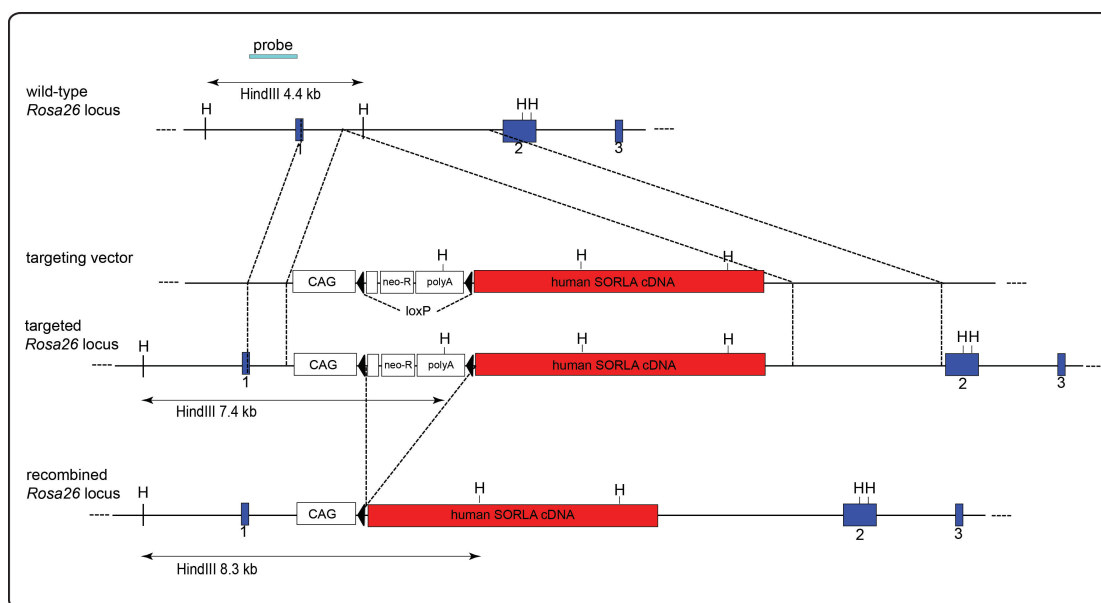 probe
HindIII 4.4 kb
wild-type
Rosa26 locus
H
H
HH
1
2
3
targeting vector
H
H
H
CAG
neo-R
polyA
human SORLA cDNA
loxP
targeted
Rosa26 locus
H
H
H
H
HH
CAG
neo-R
polyA
human SORLA cDNA
1
2
3
HindIII 7.4 kb
recombined
Rosa26 locus
H
H
H
HH
CAG
human SORLA cDNA
1
2
3
HindIII 8.3 kb